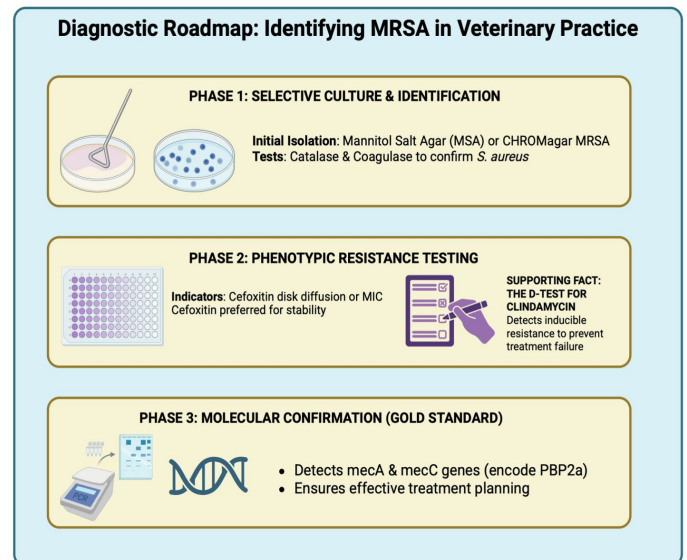 Diagnostic Roadmap: Identifying MRSA in Veterinary Practice
PHASE 1: SELECTIVE CULTURE & IDENTIFICATION
Initial Isolation: Mannitol Salt Agar (MSA) or CHROMagar MRSA
Tests: Catalase & Coagulase to confirm S. aureus
PHASE 2: PHENOTYPIC RESISTANCE TESTING
Indicators: Cefoxitin disk diffusion or MIC
Cefoxitin preferred for stability
SUPPORTING FACT:
THE D-TEST FOR
CLINDAMYCIN
Detects inducible
resistance to prevent
treatment failure
PHASE 3: MOLECULAR CONFIRMATION (GOLD STANDARD)
PCR
• Detects mecA & mecC genes (encode PBP2a)
• Ensures effective treatment planning